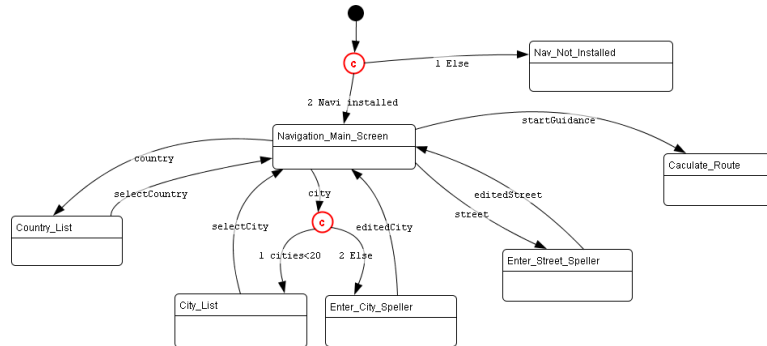 c
Nav_Not_Installed
1 Else
2 Navi installed
Navigation_Main_Screen
startGuidance
country
Caculate_Route
selectCountry
city
editedStreet
Country_List
selectCity
c
editedCity
street
1 cities<20
2 Else
Enter_Street_Speller
City_List
Enter_City_Speller